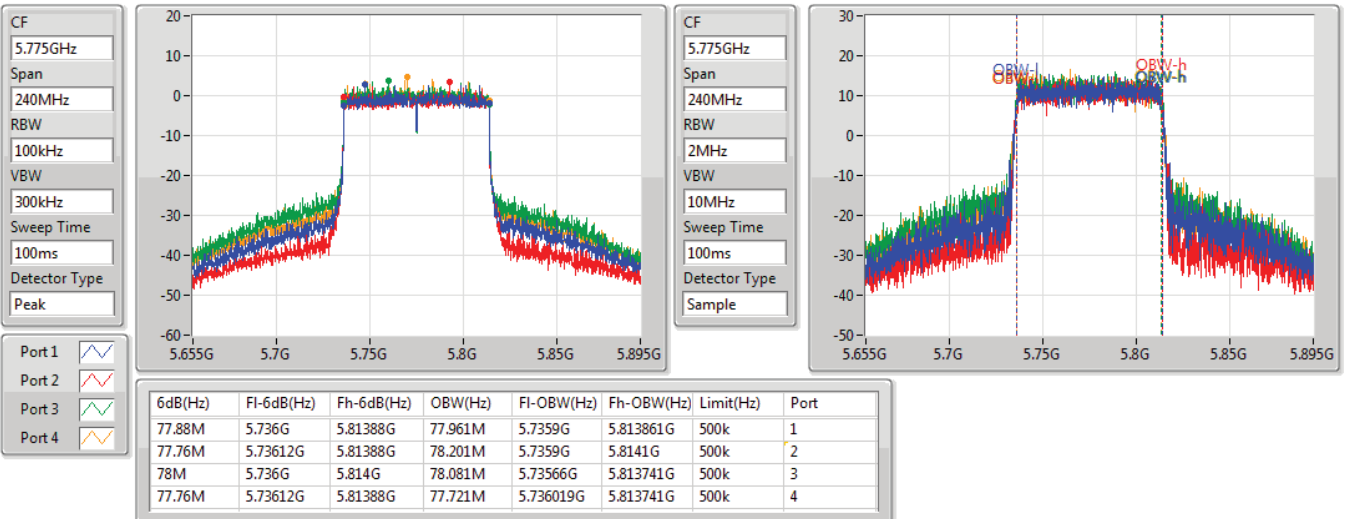 CF
5.775GHz
Span
240MHz
RBW
100kHz
VBW
300kHz
Sweep Time
100ms
Detector Type
Peak
20
10
0
-10
-20
-30
-40
-50
-60
5.655G 5.7G 5.75G 5.8G 5.85G 5.895G
CF
5.775GHz
Span
240MHz
RBW
2MHz
VBW
10MHz
Sweep Time
100ms
Detector Type
Sample
30
20
10
0
-10
-20
-30
-40
-50
OBW-l OBW-h
OBW-h
5.655G 5.7G 5.75G 5.8G 5.85G 5.895G
Port 1
Port 2
Port 3
Port 4
6dB(Hz) Fl-6dB(Hz) Fh-6dB(Hz) OBW(Hz) Fl-OBW(Hz) Fh-OBW(Hz) Limit(Hz) Port
77.88M 5.736G 5.81388G 77.961M 5.7359G 5.813861G 500k 1
77.76M 5.73612G 5.81388G 78.201M 5.7359G 5.8141G 500k 2
78M 5.736G 5.814G 78.081M 5.73566G 5.813741G 500k 3
77.76M 5.73612G 5.81388G 77.721M 5.736019G 5.813741G 500k 4